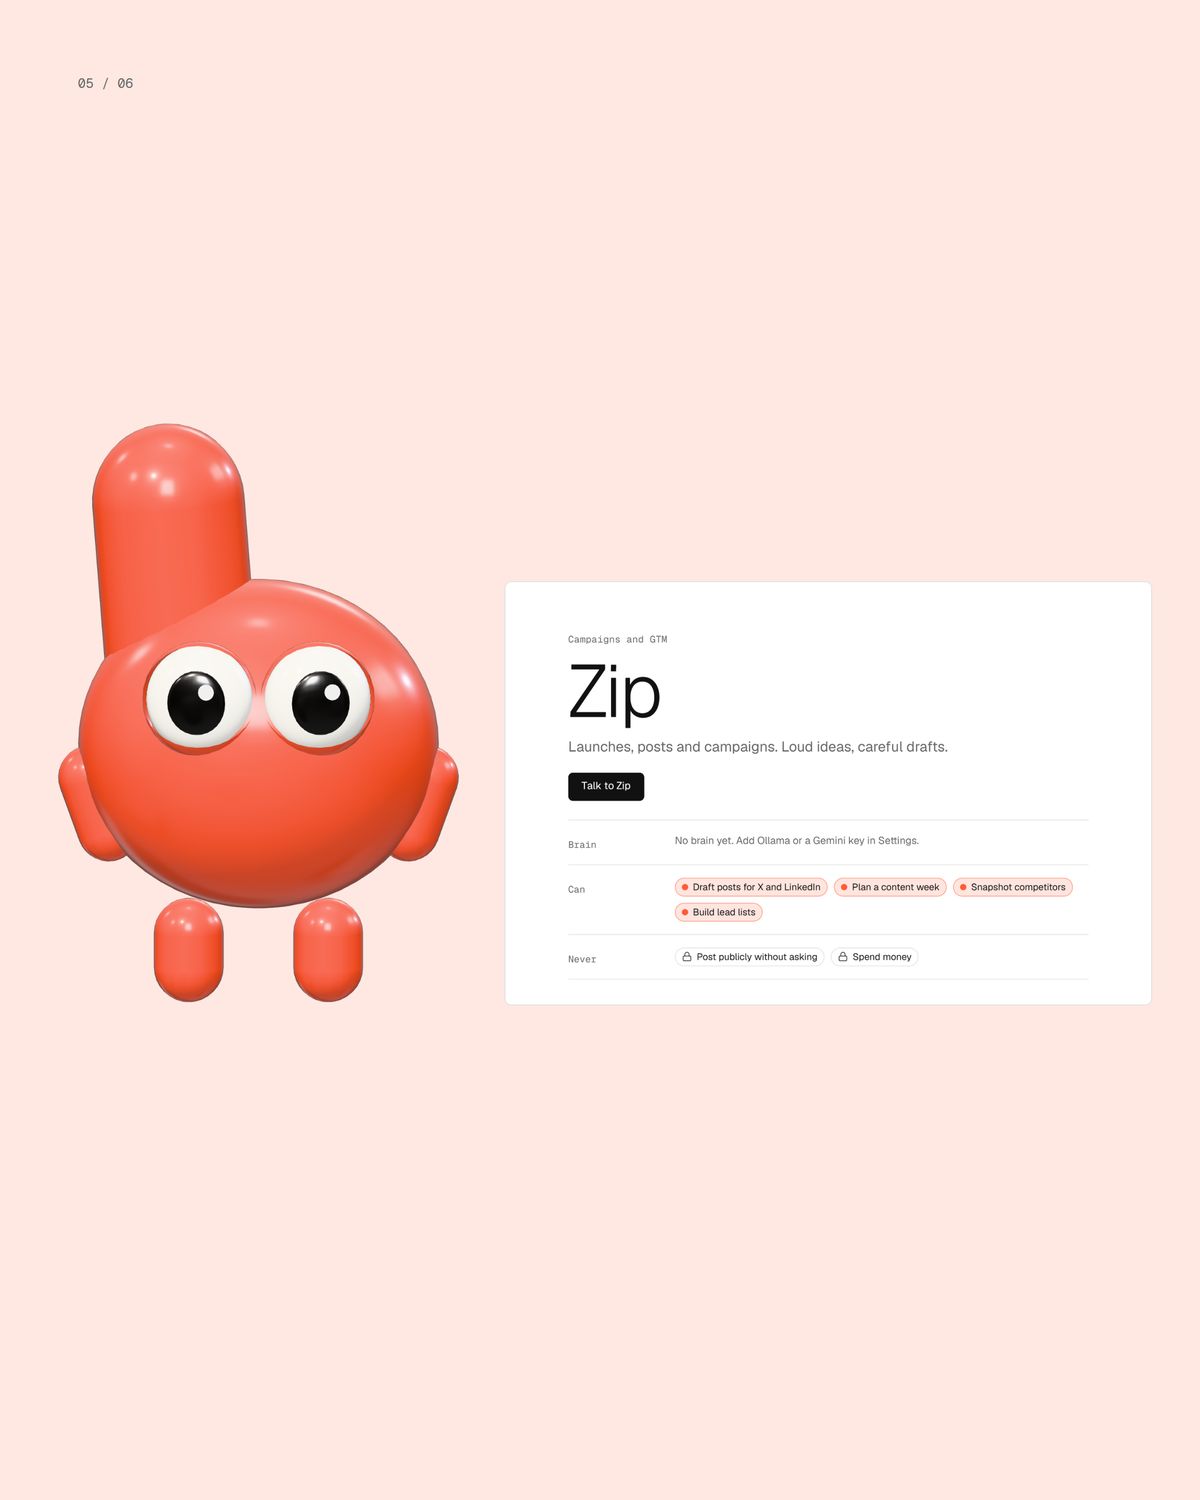 05 / 06
Campaigns and GTM
Zip
Launches, posts and campaigns. Loud ideas, careful drafts.
Talk to Zip
Brain
No brain yet. Add Ollama or a Gemini key in Settings.
Can
Draft posts for X and LinkedIn
Plan a content week
Snapshot competitors
Build lead lists
Never
Post publicly without asking
Spend money